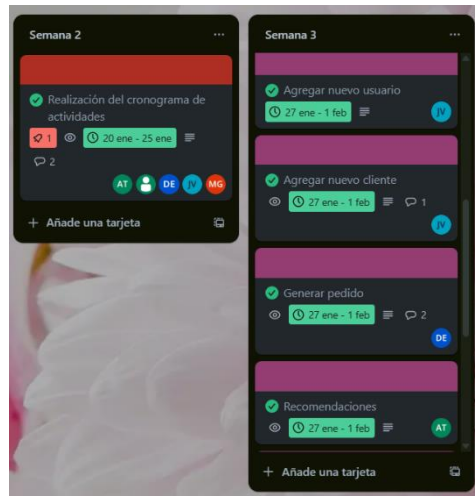 Semana 2
Realización del cronograma de
actividades
1
20 ene - 25 ene
2
AT
DE
JV
MG
+ Añade una tarjeta
Semana 3
Agregar nuevo usuario
27 ene - 1 feb
JV
Agregar nuevo cliente
27 ene - 1 feb
1
JV
Generar pedido
27 ene - 1 feb
2
DE
Recomendaciones
27 ene - 1 feb
AT
+ Añade una tarjeta